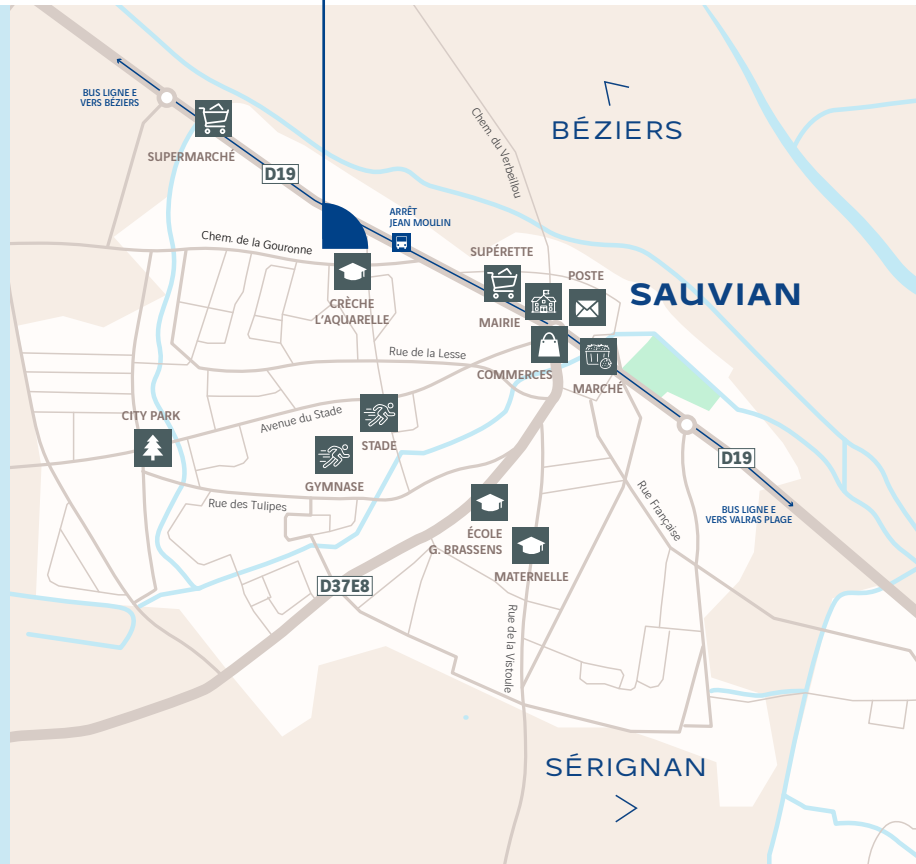 BUS LIGNE E
VERS BÉZIERS
SUPERMARCHÉ
D19
Chem. du Verbeillou
BÉZIERS
ARRÊT
JEAN MOULIN
Chem. de la Gouronne
SUPÉRETTE
POSTE
SAUVIAN
CRÈCHE
L'AQUARELLE
MAIRIE
Rue de la Lesse
COMMERCES
MARCHÉ
CITY PARK
Avenue du Stade
STADE
GYMNASE
D19
Rue des Tulipes
Rue Française
BUS LIGNE E
VERS VALRAS PLAGE
ÉCOLE
G. BRASSENS
MATERNELLE
D37E8
Rue de la Vistoule
SÉRIGNAN